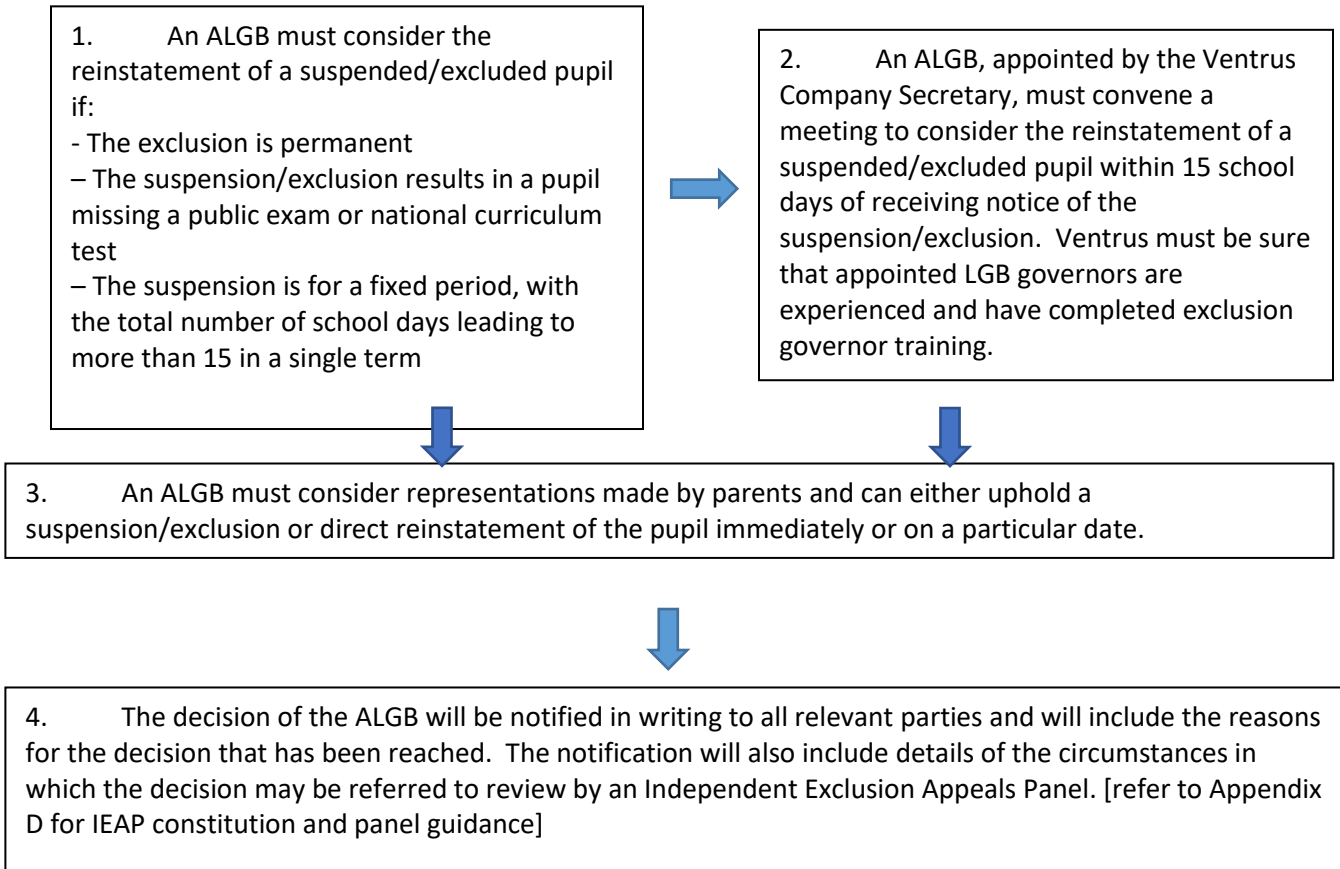 1. An ALGB must consider the
reinstatement of a suspended/excluded pupil
if:
- The exclusion is permanent
– The suspension/exclusion results in a pupil
missing a public exam or national curriculum
test
– The suspension is for a fixed period, with
the total number of school days leading to
more than 15 in a single term
2. An ALGB, appointed by the Ventrus
Company Secretary, must convene a
meeting to consider the reinstatement of a
suspended/excluded pupil within 15 school
days of receiving notice of the
suspension/exclusion. Ventrus must be sure
that appointed LGB governors are
experienced and have completed exclusion
governor training.
3. An ALGB must consider representations made by parents and can either uphold a
suspension/exclusion or direct reinstatement of the pupil immediately or on a particular date.
4. The decision of the ALGB will be notified in writing to all relevant parties and will include the reasons
for the decision that has been reached. The notification will also include details of the circumstances in
which the decision may be referred to review by an Independent Exclusion Appeals Panel. [refer to Appendix
D for IEAP constitution and panel guidance]